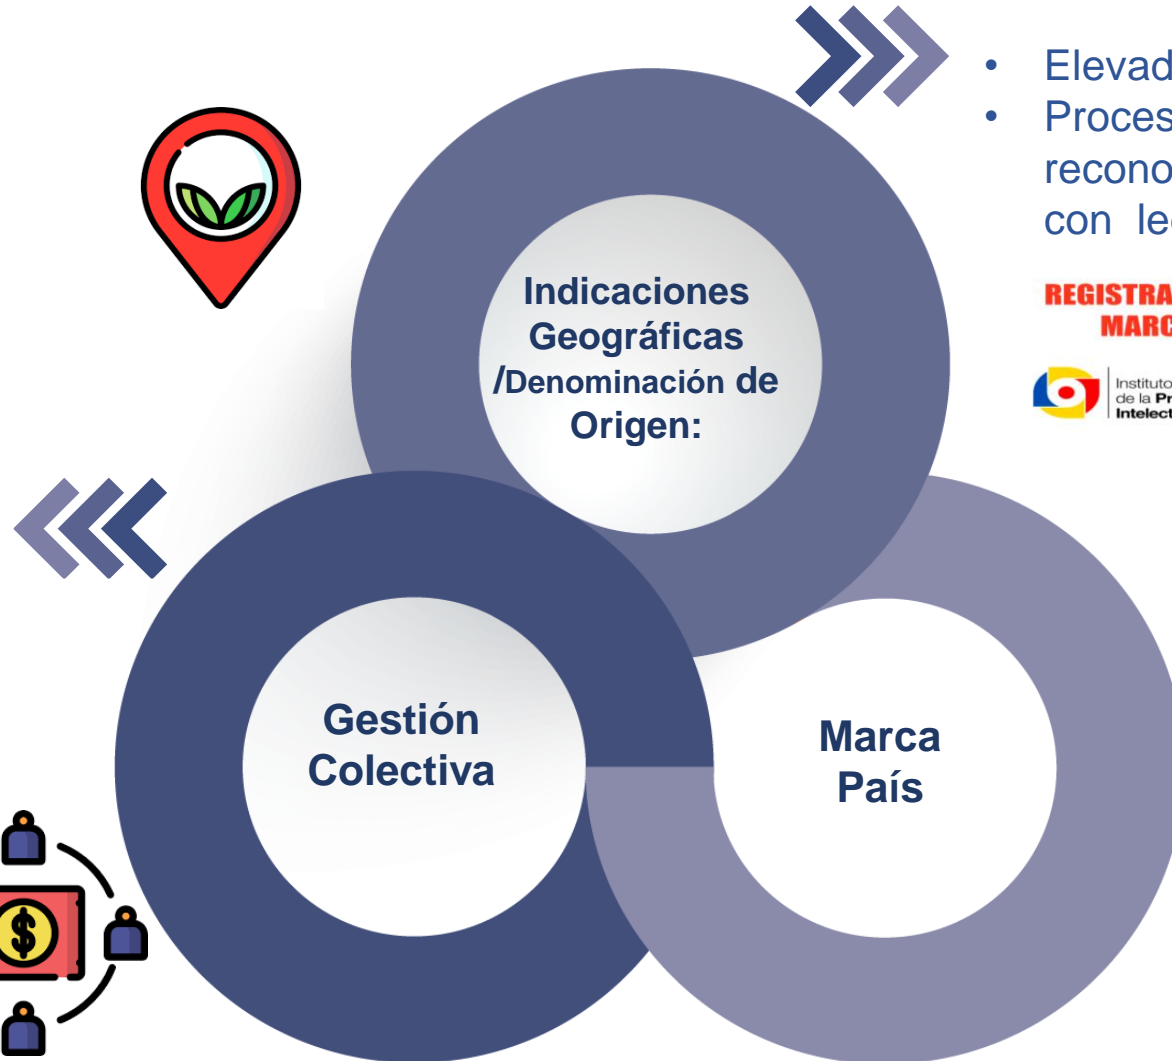 • Elevad
• Proces
recono
con le
REGISTRA
MARC
Instituto
de la Pr
Intelect
Indicaciones
Geográficas
/Denominación de
Origen:
Gestión
Colectiva
Marca
País
$